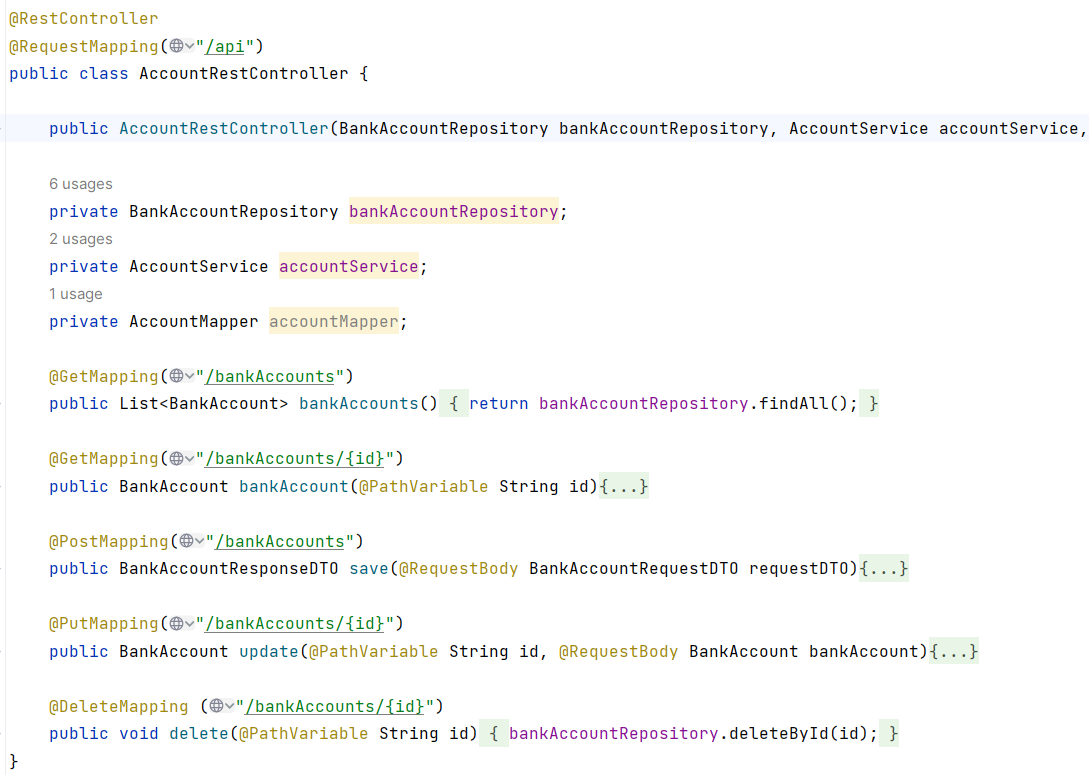 @RestController
@RequestMapping("/api")
public class AccountRestController {
public AccountRestController(BankAccountRepository bankAccountRepository, AccountService accountService,
6 usages
private BankAccountRepository bankAccountRepository;
2 usages
private AccountService accountService;
1 usage
private AccountMapper accountMapper;
@GetMapping("/bankAccounts")
public List<BankAccount> bankAccounts() { return bankAccountRepository.findAll(); }
@GetMapping("/bankAccounts/{id}")
public BankAccount bankAccount(@PathVariable String id){...}
@PostMapping("/bankAccounts")
public BankAccountResponseDTO save(@RequestBody BankAccountRequestDTO requestDTO){...}
@PutMapping("/bankAccounts/{id}")
public BankAccount update(@PathVariable String id, @RequestBody BankAccount bankAccount){...}
@DeleteMapping ("/bankAccounts/{id}")
public void delete(@PathVariable String id) { bankAccountRepository.deleteById(id); }
}